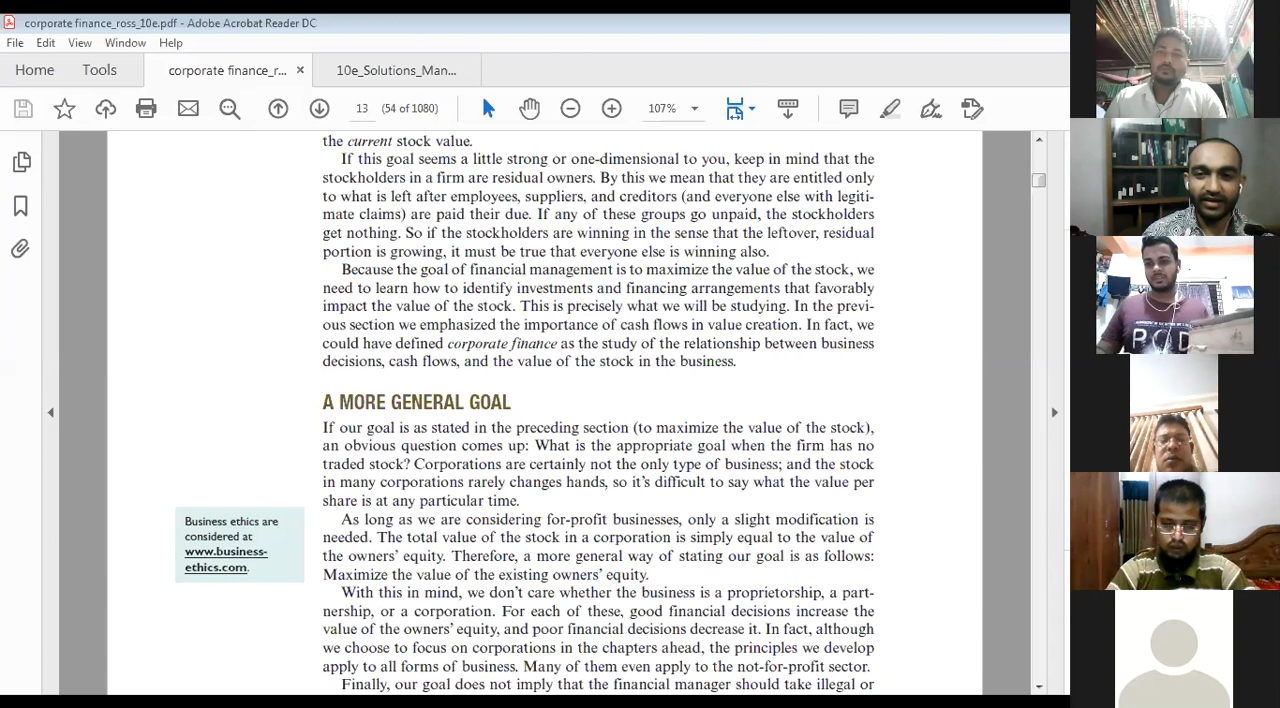 corporate finance_ross_10e.pdf - Adobe Acrobat Reader DC
File Edit View Window Help
Home Tools corporate finance_r... × 10e_Solutions_Man...
13 (54 of 1080) 107%
the current stock value.
If this goal seems a little strong or one-dimensional to you, keep in mind that the
stockholders in a firm are residual owners. By this we mean that they are entitled only
to what is left after employees, suppliers, and creditors (and everyone else with legiti-
mate claims) are paid their due. If any of these groups go unpaid, the stockholders
get nothing. So if the stockholders are winning in the sense that the leftover, residual
portion is growing, it must be true that everyone else is winning also.
Because the goal of financial management is to maximize the value of the stock, we
need to learn how to identify investments and financing arrangements that favorably
impact the value of the stock. This is precisely what we will be studying. In the previ-
ous section we emphasized the importance of cash flows in value creation. In fact, we
could have defined corporate finance as the study of the relationship between business
decisions, cash flows, and the value of the stock in the business.
A MORE GENERAL GOAL
If our goal is as stated in the preceding section (to maximize the value of the stock),
an obvious question comes up: What is the appropriate goal when the firm has no
traded stock? Corporations are certainly not the only type of business; and the stock
in many corporations rarely changes hands, so it's difficult to say what the value per
share is at any particular time.
As long as we are considering for-profit businesses, only a slight modification is
needed. The total value of the stock in a corporation is simply equal to the value of
the owners' equity. Therefore, a more general way of stating our goal is as follows:
Maximize the value of the existing owners' equity.
With this in mind, we don't care whether the business is a proprietorship, a part-
nership, or a corporation. For each of these, good financial decisions increase the
value of the owners' equity, and poor financial decisions decrease it. In fact, although
we choose to focus on corporations in the chapters ahead, the principles we develop
apply to all forms of business. Many of them even apply to the not-for-profit sector.
Finally, our goal does not imply that the financial manager should take illegal or
Business ethics are
considered at
www.business-
ethics.com.